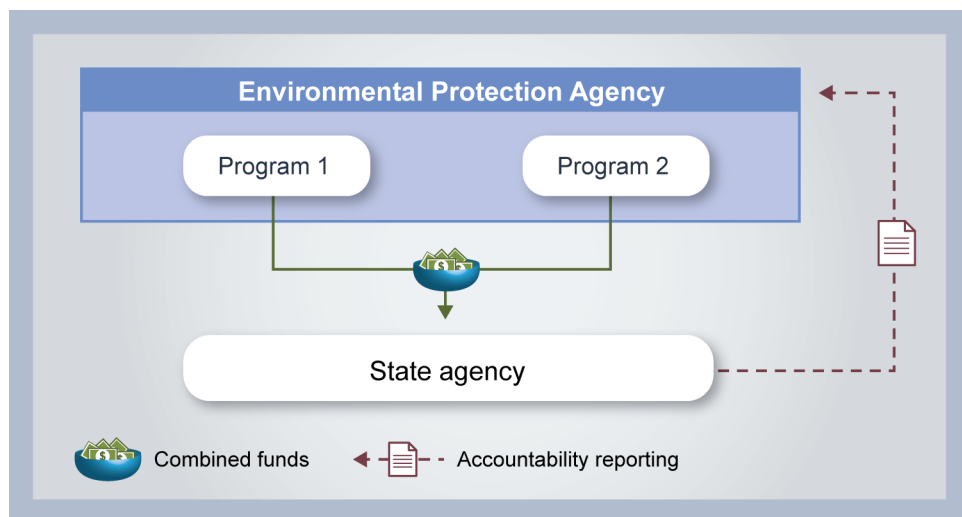 Environmental Protection Agency
Program 1
Program 2
State agency
Combined funds
Accountability reporting